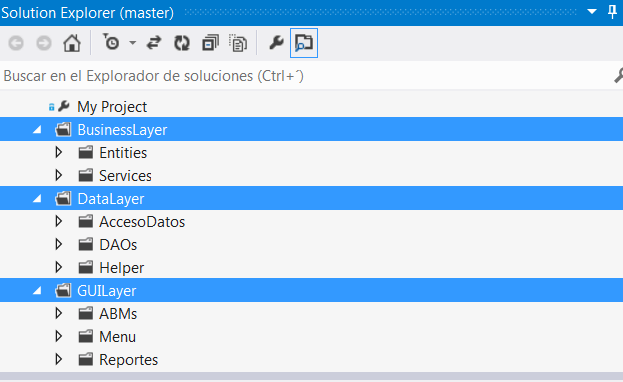 Solution Explorer (master)
Buscar en el Explorador de soluciones (Ctrl+´)
My Project
BusinessLayer
Entities
Services
DataLayer
AccesoDatos
DAOs
Helper
GUILayer
ABMs
Menu
Reportes